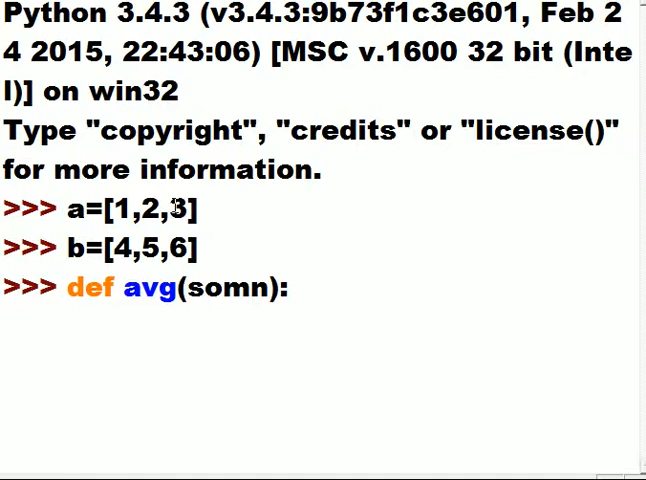 Python 3.4.3 (v3.4.3:9b73f1c3e601, Feb 2
4 2015, 22:43:06) [MSC v.1600 32 bit (Inte
l)] on win32
Type "copyright", "credits" or "license()"
for more information.
>>> a=[1,2,3]
>>> b=[4,5,6]
>>> def avg(somn):